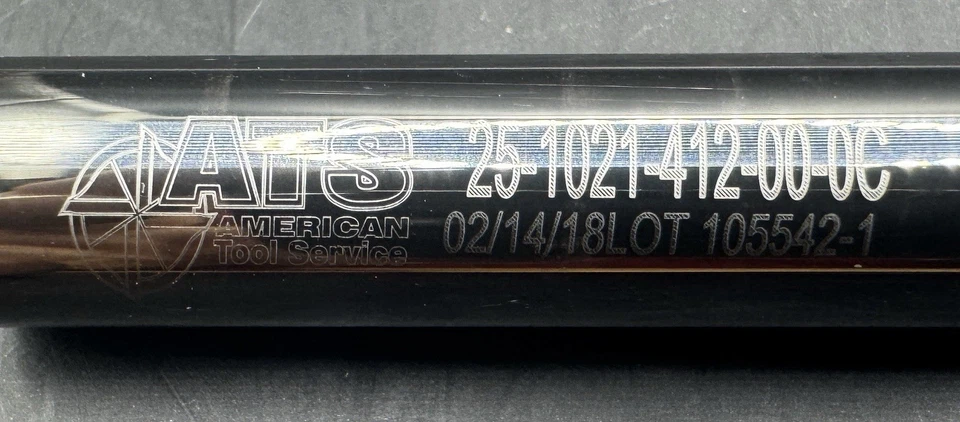 ATS
AMERICAN
Tool Service
25-1021-412-00-0C
02/14/18LOT 105542-1